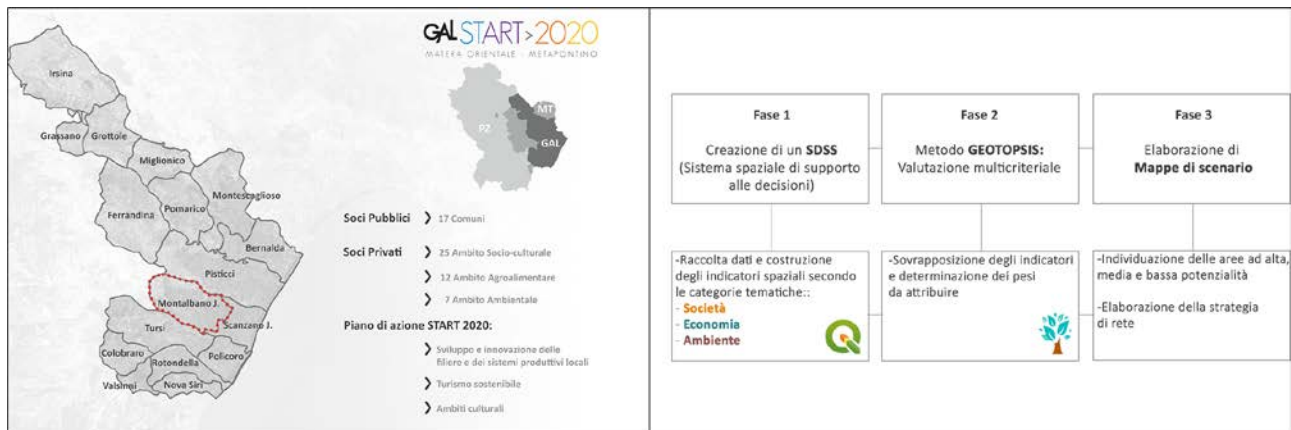 GAL START>2020
MATERA ORIENTALE - METAPONTINO
Irsina
Grassano
Grottole
Miglionico
Montescaglioso
Pomarico
Ferrandina
Bernalda
Pisticci
Montalbano J.
Scanzano J.
Tursi
Colobraro
Rotondella
Policoro
Valsinni
Nova Siri
PZ
MT
GAL
Soci Pubblici ❯ 17 Comuni
Soci Privati ❯ 25 Ambito Socio-culturale
❯ 12 Ambito Agroalimentare
❯ 7 Ambito Ambientale
Piano di azione START 2020:
❯ Sviluppo e innovazione delle
filiere e dei sistemi produttivi locali
❯ Turismo sostenibile
❯ Ambiti culturali
Fase 1
Creazione di un SDSS
(Sistema spaziale di supporto
alle decisioni)
Fase 2
Metodo GEOTOPSIS:
Valutazione multicriteriale
Fase 3
Elaborazione di
Mappe di scenario
-Raccolta dati e costruzione
degli indicatori spaziali secondo
le categorie tematiche::
- Società
- Economia
- Ambiente
-Sovrapposizione degli indicatori
e determinazione dei pesi
da attribuire
-Individuazione delle aree ad alta,
media e bassa potenzialità
-Elaborazione della strategia
di rete